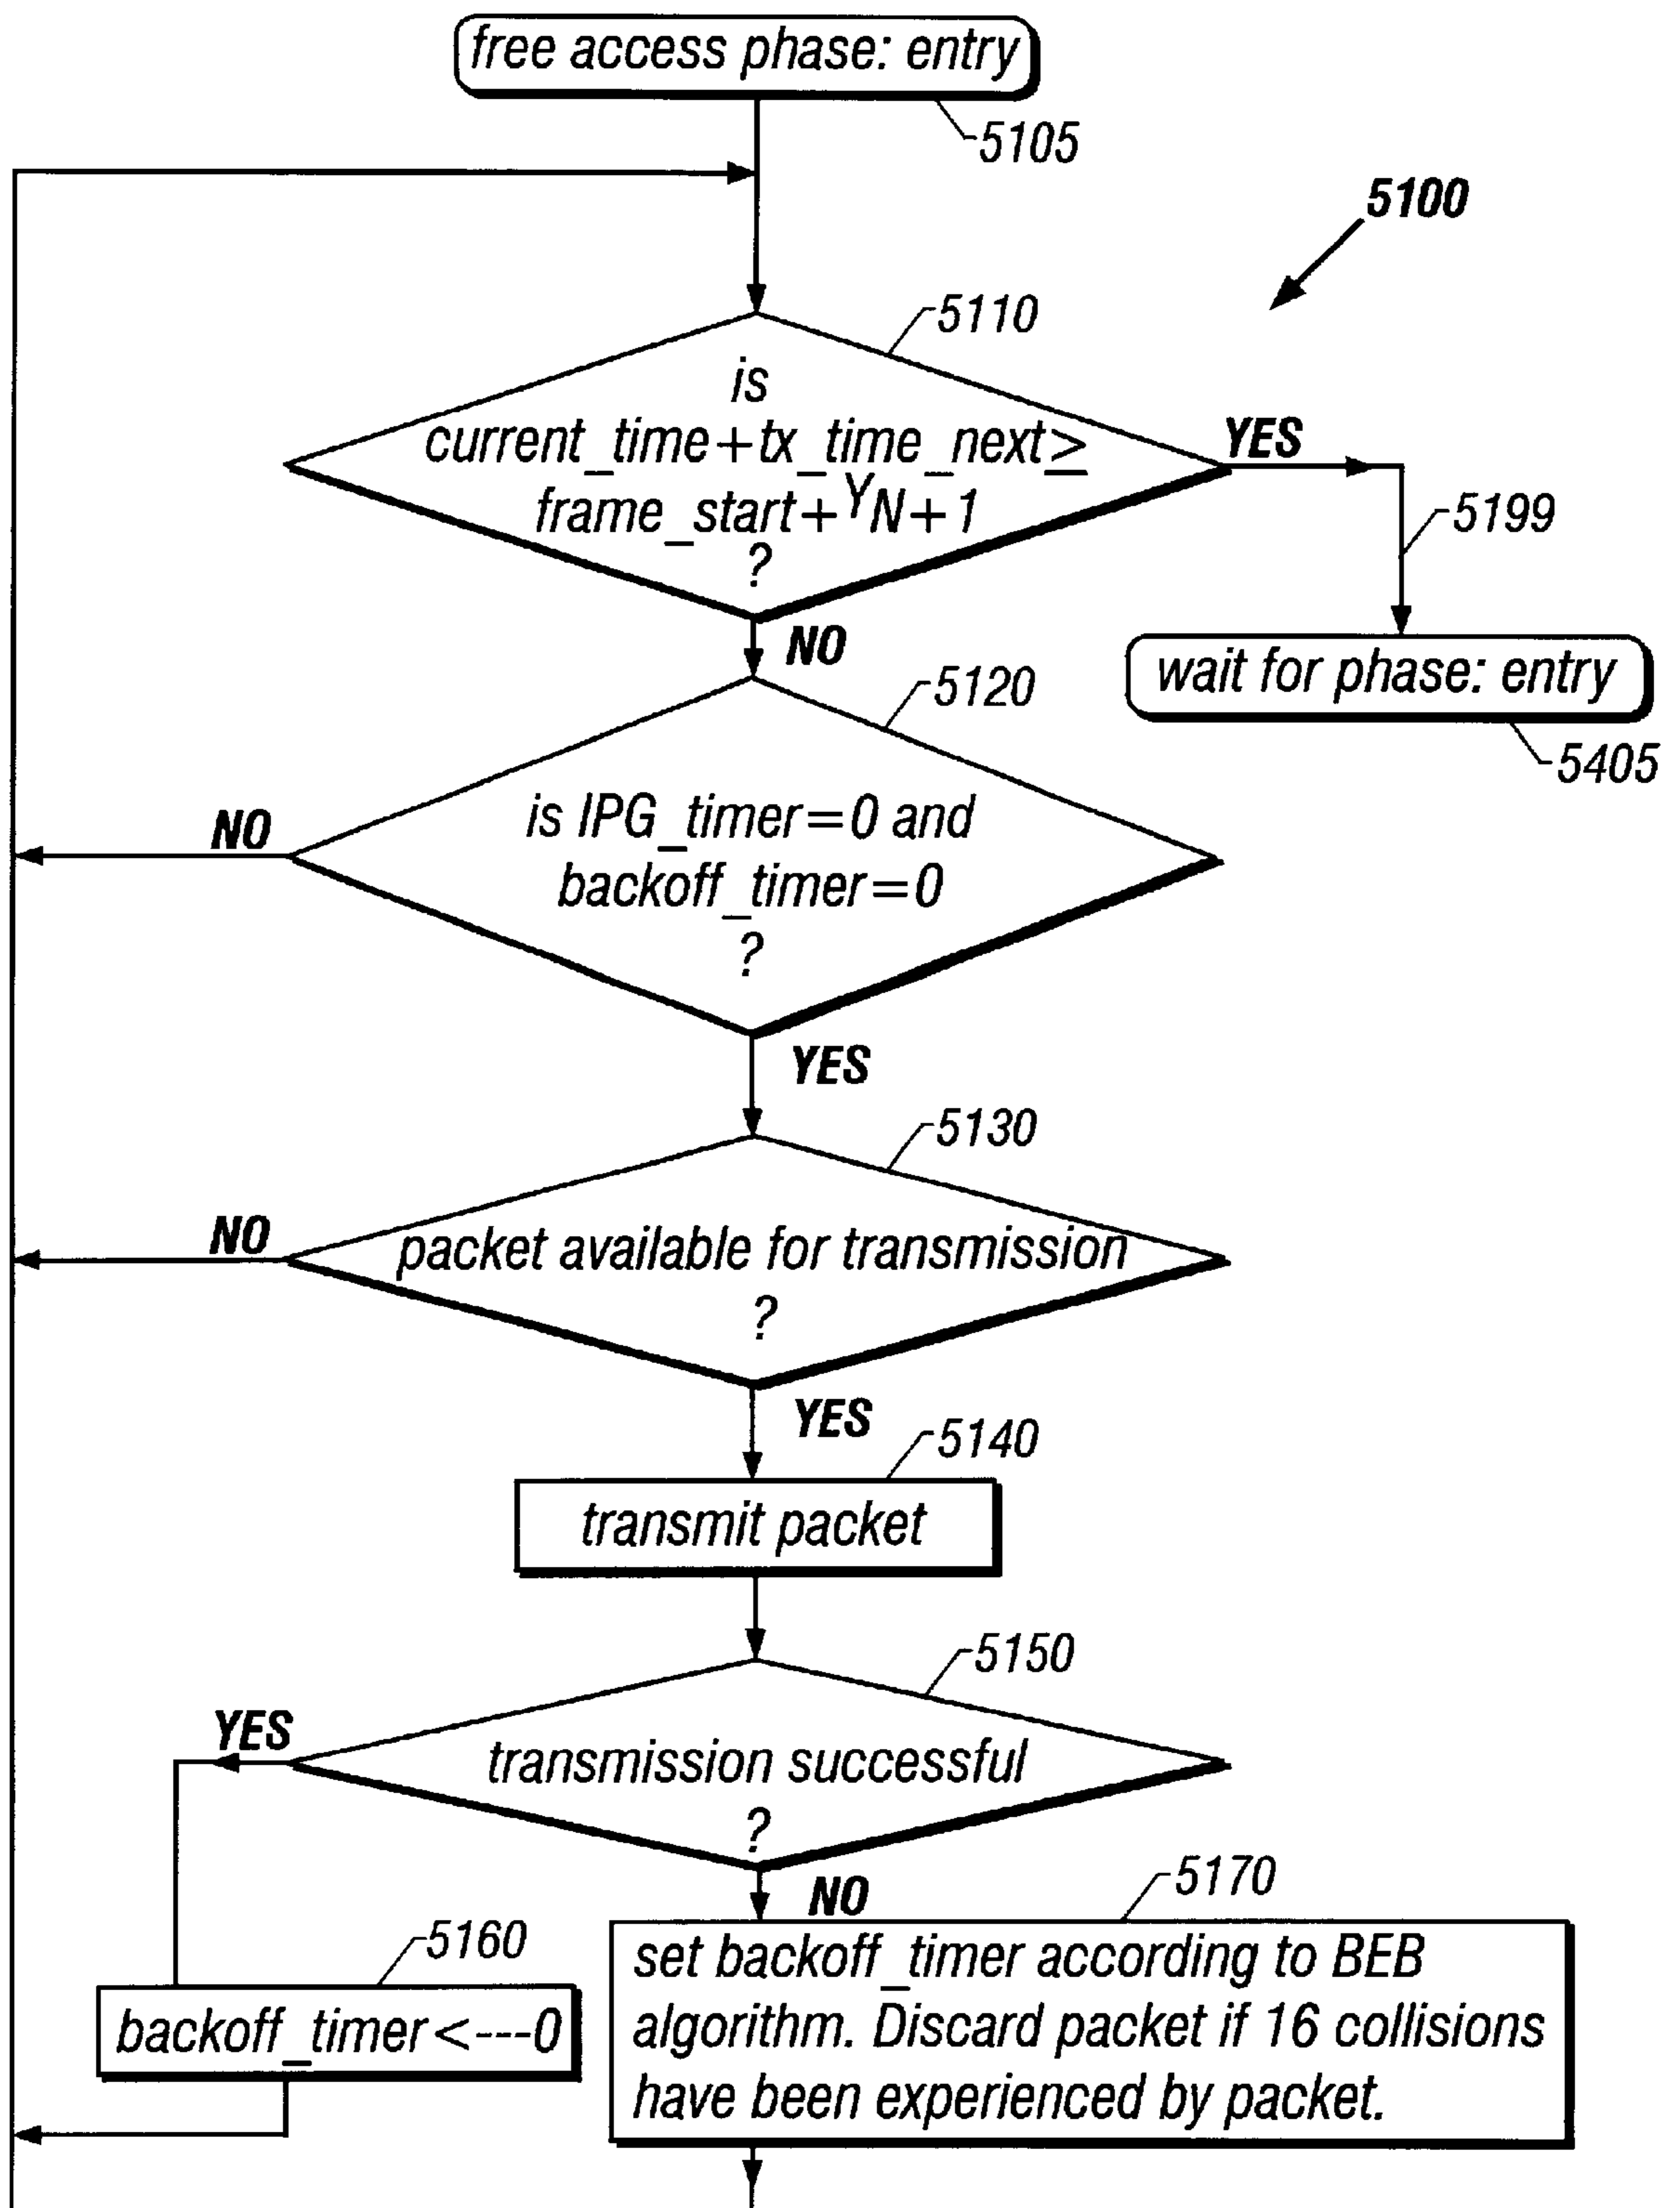 free access phase: entry
5105
5100
5110
is
current_time+tx_time_next≥
frame_start+YN+1
?
YES
5199
NO
wait for phase: entry
5405
5120
is IPG_timer=0 and
backoff_timer=0
?
NO
YES
5130
packet available for transmission
?
NO
YES
5140
transmit packet
5150
transmission successful
?
YES
NO
5160
backoff_timer<---0
5170
set backoff_timer according to BEB
algorithm. Discard packet if 16 collisions
have been experienced by packet.